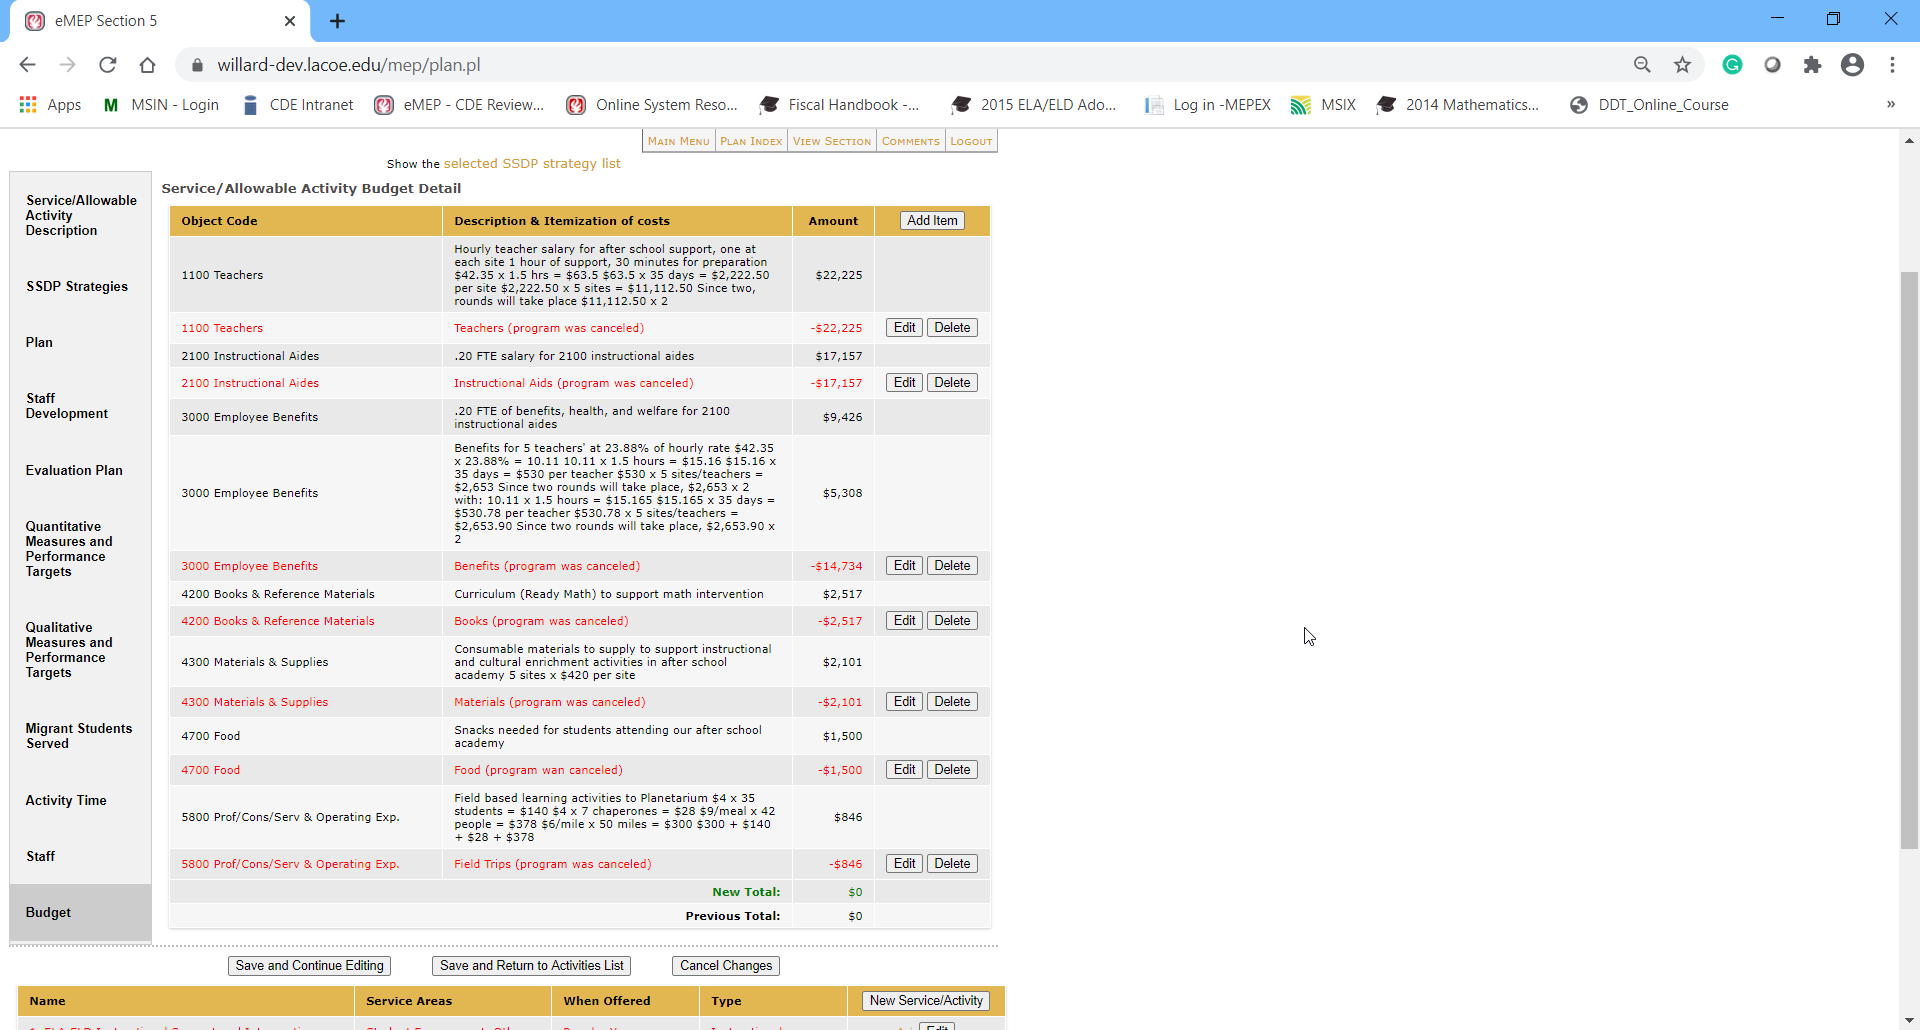 eMEP Section 5
willard-dev.lacoe.edu/mep/plan.pl
Apps
MSIN - Login
CDE Intranet
eMEP - CDE Review...
Online System Reso...
Fiscal Handbook -...
2015 ELA/ELD Ado...
Log in -MEPEX
MSIX
2014 Mathematics...
DDT_Online_Course
»
MAIN MENU
PLAN INDEX
VIEW SECTION
COMMENTS
LOGOUT
Show the selected SSDP strategy list
Service/Allowable
Activity
Description
SSDP Strategies
Plan
Staff
Development
Evaluation Plan
Quantitative
Measures and
Performance
Targets
Qualitative
Measures and
Performance
Targets
Migrant Students
Served
Activity Time
Staff
Budget
Service/Allowable Activity Budget Detail
Object Code Description & Itemization of costs Amount Add Item
1100 Teachers
Hourly teacher salary for after school support, one at
each site 1 hour of support, 30 minutes for preparation
$42.35 x 1.5 hrs = $63.5 $63.5 x 35 days = $2,222.50
per site $2,222.50 x 5 sites = $11,112.50 Since two,
rounds will take place $11,112.50 x 2
$22,225
1100 Teachers Teachers (program was canceled) -$22,225 Edit Delete
2100 Instructional Aides .20 FTE salary for 2100 instructional aides $17,157
2100 Instructional Aides Instructional Aids (program was canceled) -$17,157 Edit Delete
3000 Employee Benefits
.20 FTE of benefits, health, and welfare for 2100
instructional aides
$9,426
3000 Employee Benefits
Benefits for 5 teachers' at 23.88% of hourly rate $42.35
x 23.88% = 10.11 10.11 x 1.5 hours = $15.16 $15.16 x
35 days = $530 per teacher $530 x 5 sites/teachers =
$2,653 Since two rounds will take place, $2,653 x 2
with: 10.11 x 1.5 hours = $15.165 $15.165 x 35 days =
$530.78 per teacher $530.78 x 5 sites/teachers =
$2,653.90 Since two rounds will take place, $2,653.90 x
2
$5,308
3000 Employee Benefits Benefits (program was canceled) -$14,734 Edit Delete
4200 Books & Reference Materials Curriculum (Ready Math) to support math intervention $2,517
4200 Books & Reference Materials Books (program was canceled) -$2,517 Edit Delete
4300 Materials & Supplies
Consumable materials to supply to support instructional
and cultural enrichment activities in after school
academy 5 sites x $420 per site
$2,101
4300 Materials & Supplies Materials (program was canceled) -$2,101 Edit Delete
4700 Food
Snacks needed for students attending our after school
academy
$1,500
4700 Food Food (program wan canceled) -$1,500 Edit Delete
5800 Prof/Cons/Serv & Operating Exp.
Field based learning activities to Planetarium $4 x 35
students = $140 $4 x 7 chaperones = $28 $9/meal x 42
people = $378 $6/mile x 50 miles = $300 $300 + $140
+ $28 + $378
$846
5800 Prof/Cons/Serv & Operating Exp. Field Trips (program was canceled) -$846 Edit Delete
New Total: $0
Previous Total: $0
Save and Continue Editing
Save and Return to Activities List
Cancel Changes
Name Service Areas When Offered Type New Service/Activity
Edit